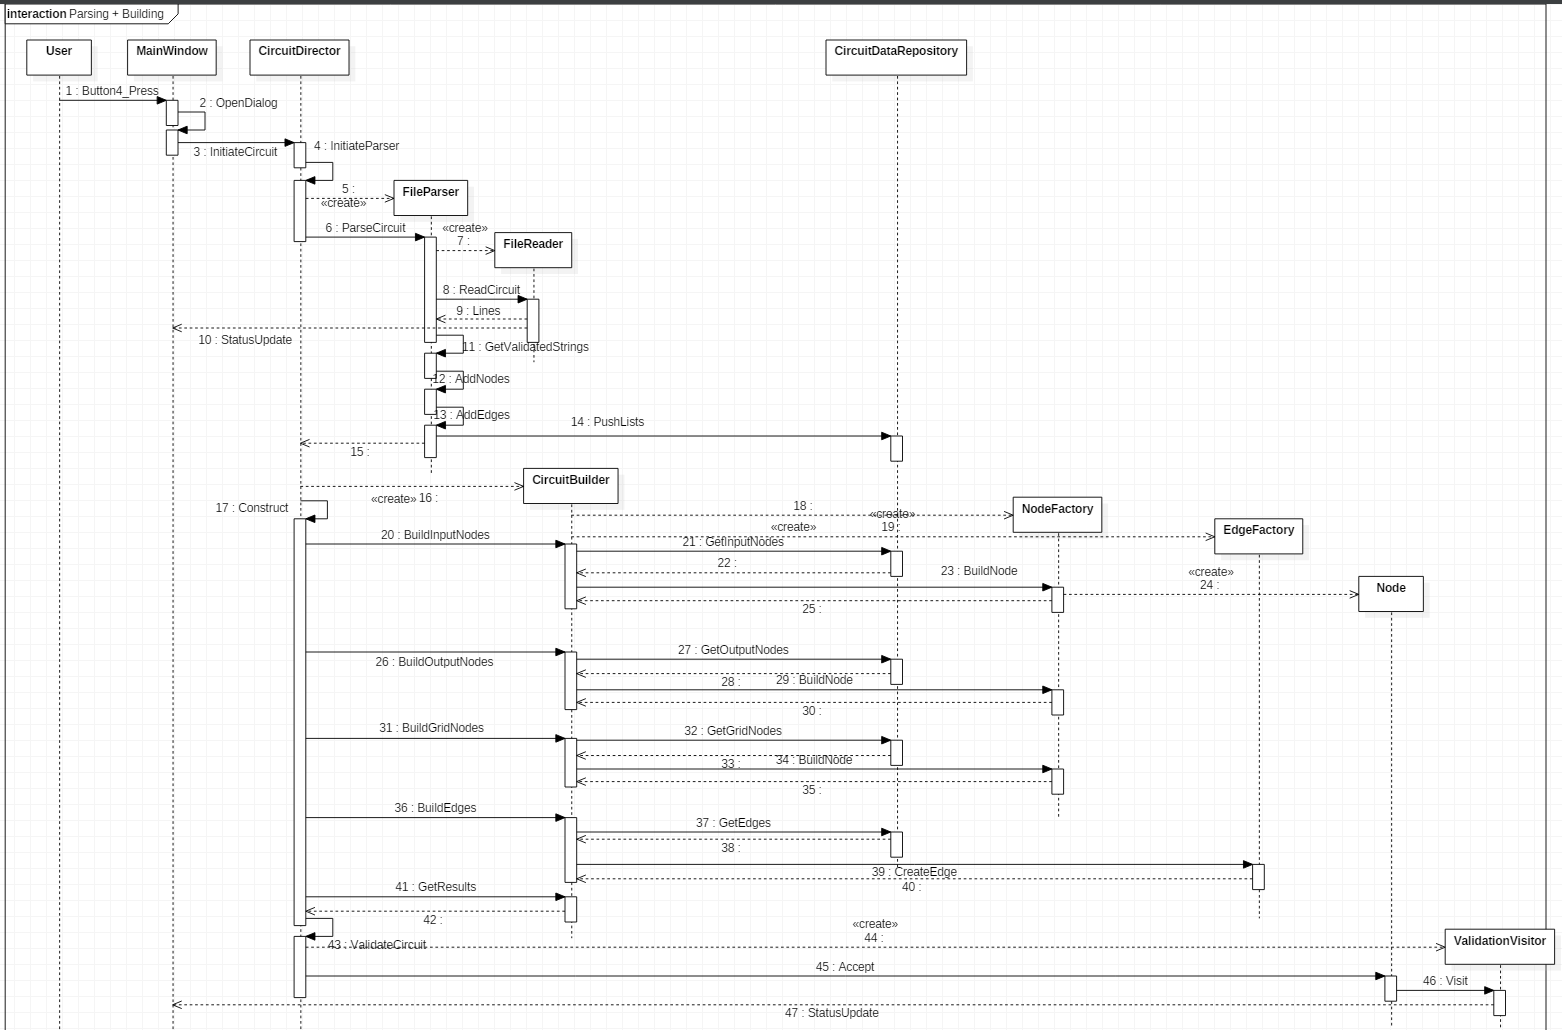 interaction Parsing + Building
User
MainWindow
CircuitDirector
CircuitDataRepository
1 : Button4_Press
2 : OpenDialog
3 : InitiateCircuit
4 : InitiateParser
5 :
«create»
FileParser
6 : ParseCircuit
«create»
7 :
FileReader
8 : ReadCircuit
9 : Lines
10 : StatusUpdate
11 : GetValidatedStrings
12 : AddNodes
13 : AddEdges
14 : PushLists
15 :
CircuitBuilder
«create» 16 :
17 : Construct
18 :
«create»
NodeFactory
«create»
19 :
EdgeFactory
20 : BuildInputNodes
21 : GetInputNodes
22 :
23 : BuildNode
«create»
24 :
Node
25 :
26 : BuildOutputNodes
27 : GetOutputNodes
28 :
29 : BuildNode
30 :
31 : BuildGridNodes
32 : GetGridNodes
33 :
34 : BuildNode
35 :
36 : BuildEdges
37 : GetEdges
38 :
39 : CreateEdge
40 :
41 : GetResults
42 :
43 : ValidateCircuit
«create»
44 :
ValidationVisitor
45 : Accept
46 : Visit
47 : StatusUpdate